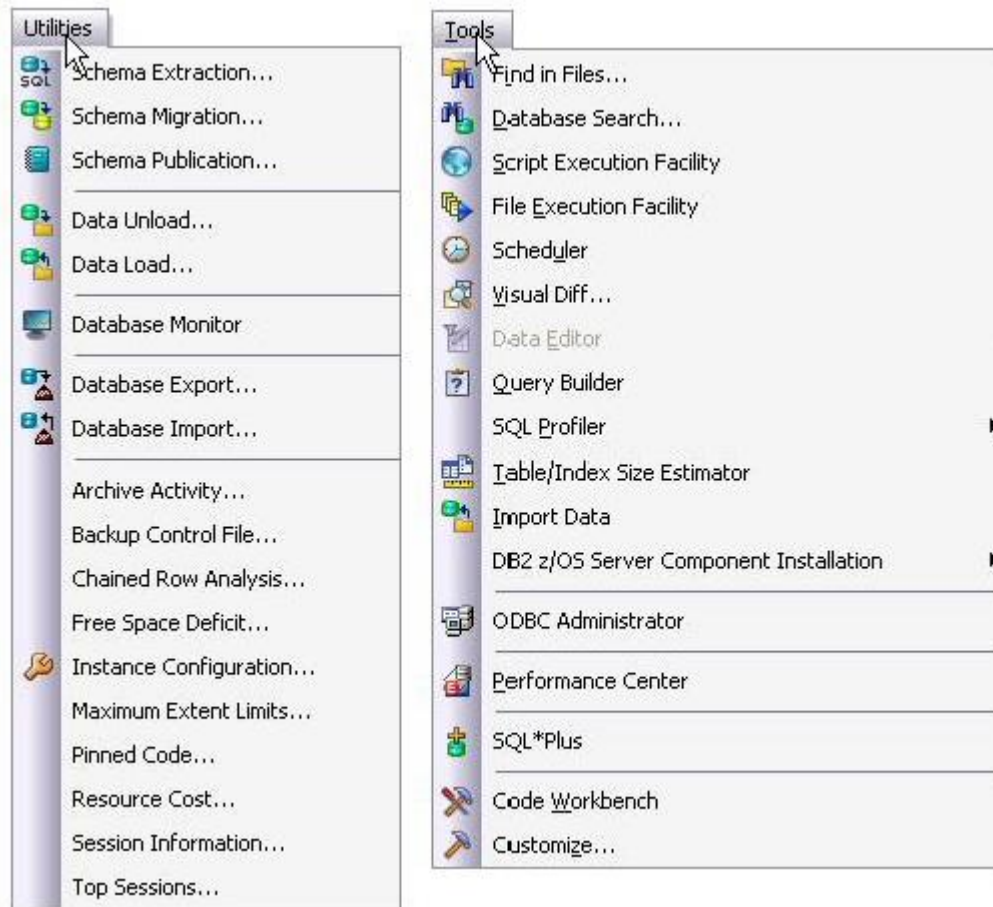 Utilities
SQL
Schema Extraction...
Schema Migration...
Schema Publication...
Data Unload...
Data Load...
Database Monitor
Database Export...
Database Import...
Archive Activity...
Backup Control File...
Chained Row Analysis...
Free Space Deficit...
Instance Configuration...
Maximum Extent Limits...
Pinned Code...
Resource Cost...
Session Information...
Top Sessions...
Tools
Find in Files...
Database Search...
Script Execution Facility
File Execution Facility
Scheduler
Visual Diff...
Data Editor
Query Builder
SQL Profiler
Table/Index Size Estimator
Import Data
DB2 z/OS Server Component Installation
ODBC Administrator
Performance Center
SQL*Plus
Code Workbench
Customize...